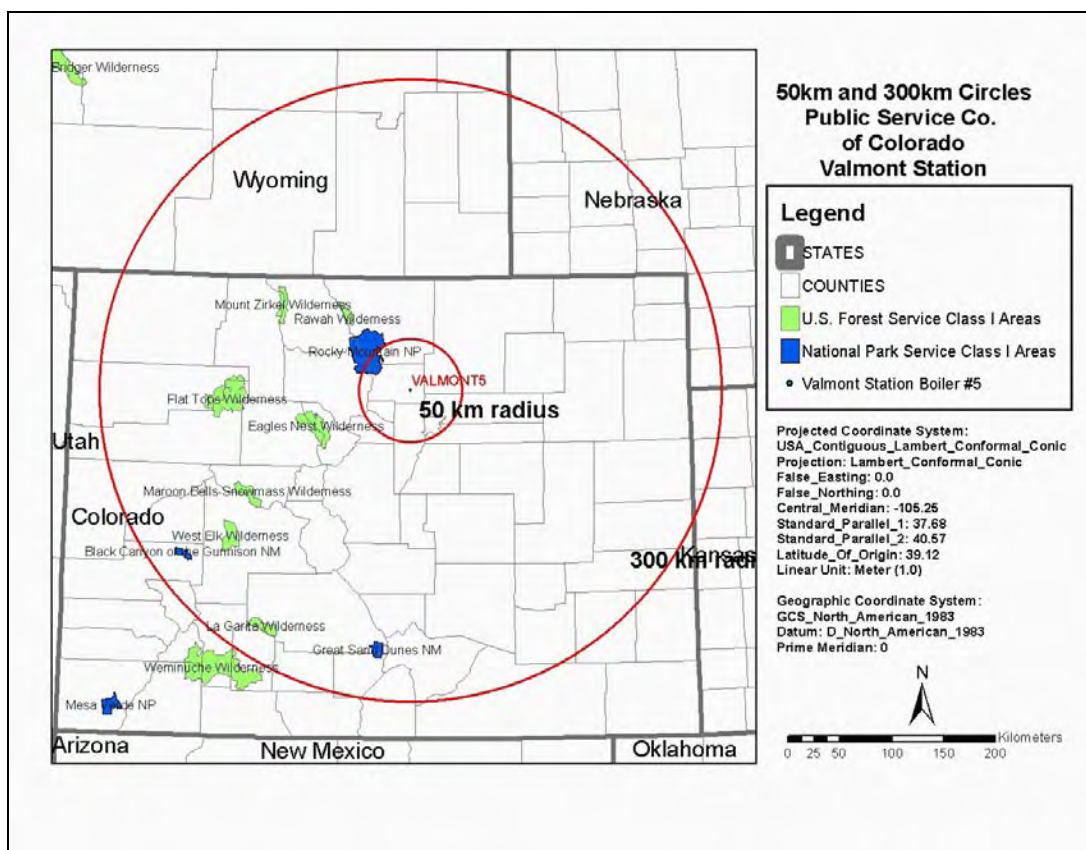 Bridger Wilderness
Wyoming
Nebraska
Mount Zirkel Wilderness
Rawah Wilderness
Rocky Mountain NP
VALMONT5
50 km radius
Flat Tops Wilderness
Eagles Nest Wilderness
Utah
Maroon Bells-Snowmass Wilderness
Colorado
West Elk Wilderness
Black Canyon of the Gunnison NM
Kansas
300 km radi
La Garita Wilderness
Great Sand Dunes NM
Weminuche Wilderness
Mesa Verde NP
Arizona
New Mexico
Oklahoma
50km and 300km Circles
Public Service Co.
of Colorado
Valmont Station
Legend
STATES
COUNTIES
U.S. Forest Service Class I Areas
National Park Service Class I Areas
Valmont Station Boiler #5
Projected Coordinate System:
USA_Contiguous_Lambert_Conformal_Conic
Projection: Lambert_Conformal_Conic
False_Easting: 0.0
False_Northing: 0.0
Central_Meridian: -105.25
Standard_Parallel_1: 37.68
Standard_Parallel_2: 40.57
Latitude_Of_Origin: 39.12
Linear Unit: Meter (1.0)
Geographic Coordinate System:
GCS_North_American_1983
Datum: D_North_American_1983
Prime Meridian: 0
N
Kilometers
0 25 50 100 150 200